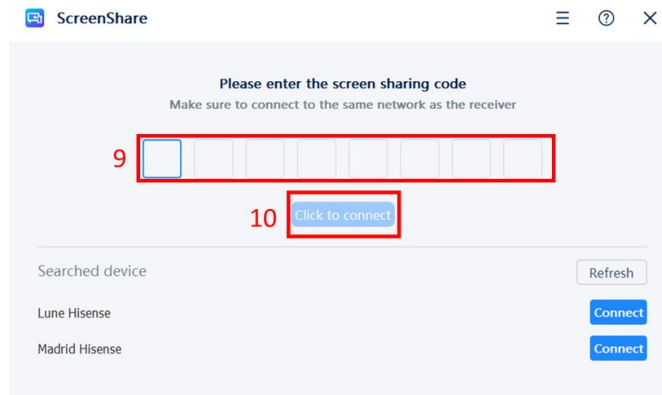 ScreenShare
Please enter the screen sharing code
Make sure to connect to the same network as the receiver
9
10 Click to connect
Searched device Refresh
Lune Hisense Connect
Madrid Hisense Connect